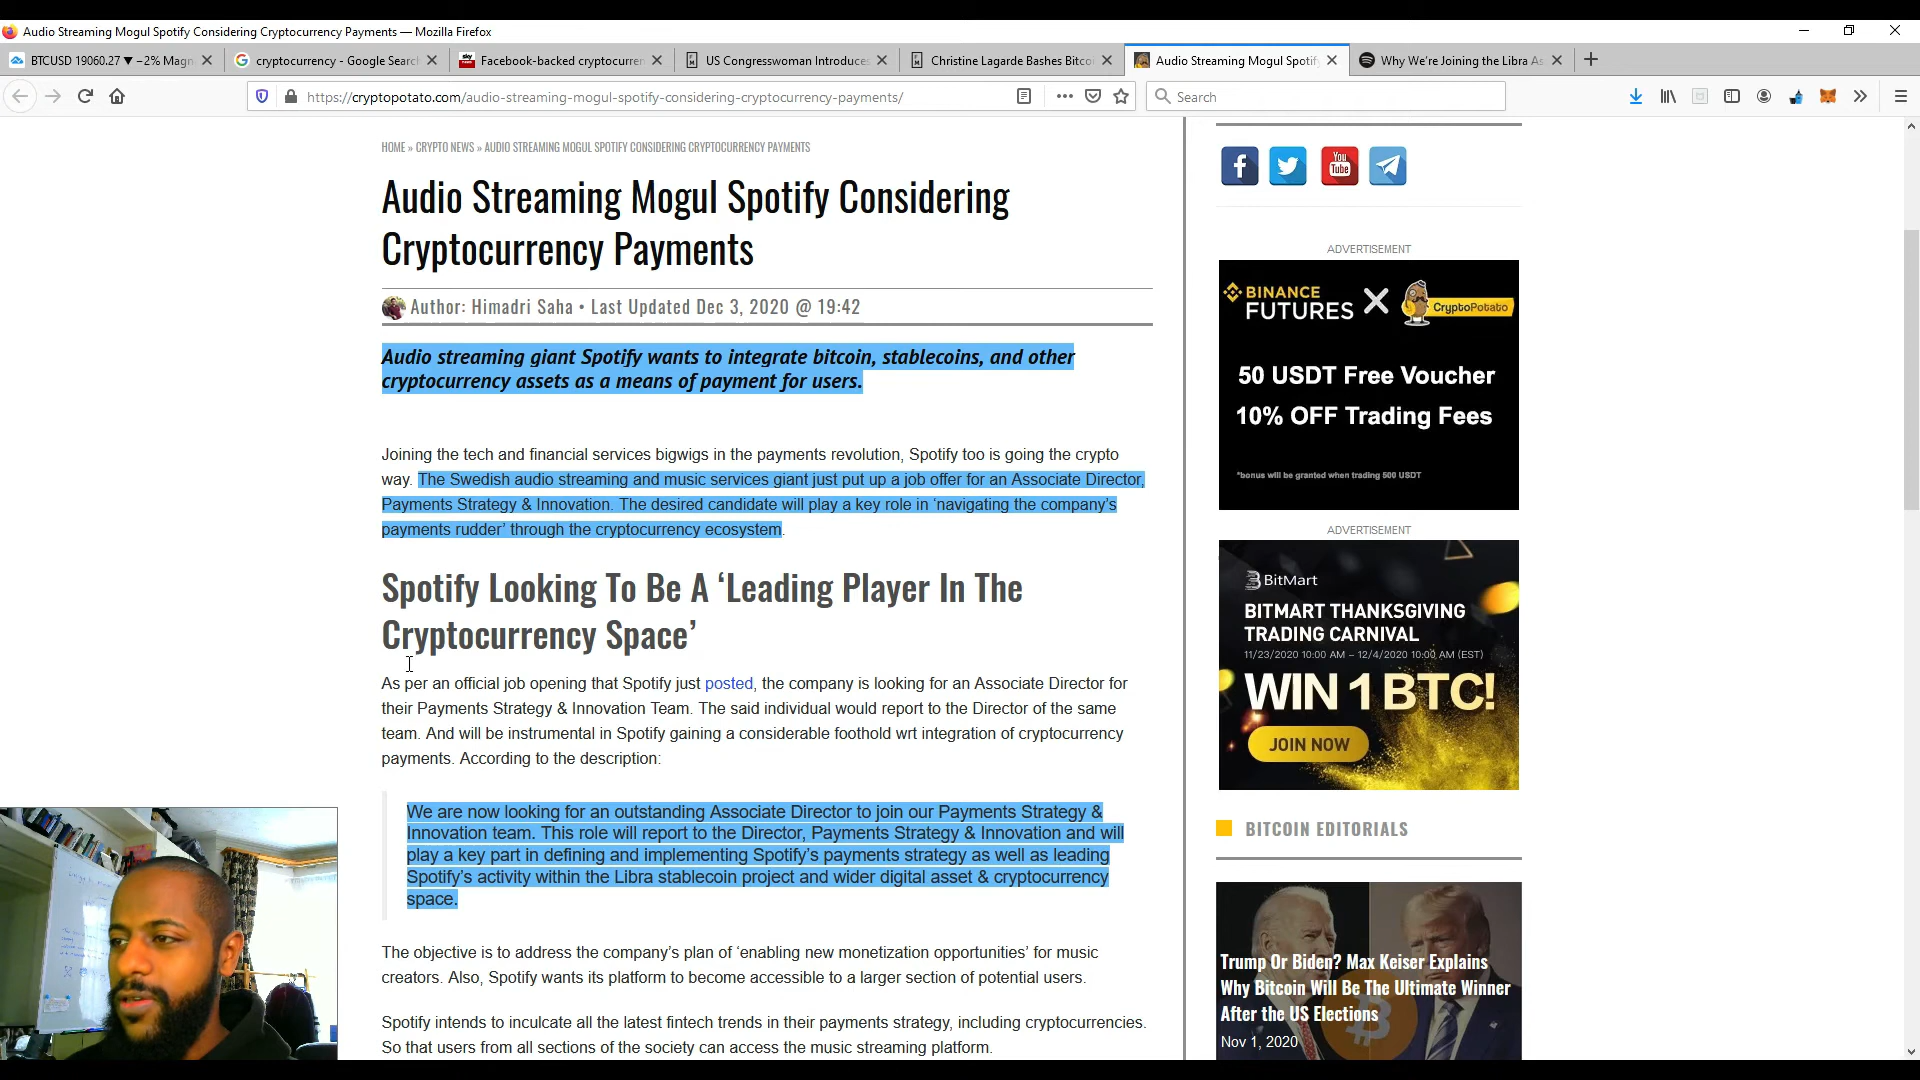 Audio Streaming Mogul Spotify Considering Cryptocurrency Payments — Mozilla Firefox
BTCUSD 19060.27 ▼ −2% Magn
cryptocurrency - Google Searc
Facebook-backed cryptocurren
US Congresswoman Introduces
Christine Lagarde Bashes Bitco
Audio Streaming Mogul Spotif
Why We're Joining the Libra As
https://cryptopotato.com/audio-streaming-mogul-spotify-considering-cryptocurrency-payments/
Search
HOME » CRYPTO NEWS » AUDIO STREAMING MOGUL SPOTIFY CONSIDERING CRYPTOCURRENCY PAYMENTS
Audio Streaming Mogul Spotify Considering
Cryptocurrency Payments
Author: Himadri Saha • Last Updated Dec 3, 2020 @ 19:42
Audio streaming giant Spotify wants to integrate bitcoin, stablecoins, and other
cryptocurrency assets as a means of payment for users.
Joining the tech and financial services bigwigs in the payments revolution, Spotify too is going the crypto
way. The Swedish audio streaming and music services giant just put up a job offer for an Associate Director,
Payments Strategy & Innovation. The desired candidate will play a key role in ‘navigating the company’s
payments rudder’ through the cryptocurrency ecosystem.
Spotify Looking To Be A ‘Leading Player In The
Cryptocurrency Space’
As per an official job opening that Spotify just posted, the company is looking for an Associate Director for
their Payments Strategy & Innovation Team. The said individual would report to the Director of the same
team. And will be instrumental in Spotify gaining a considerable foothold wrt integration of cryptocurrency
payments. According to the description:
We are now looking for an outstanding Associate Director to join our Payments Strategy &
Innovation team. This role will report to the Director, Payments Strategy & Innovation and will
play a key part in defining and implementing Spotify’s payments strategy as well as leading
Spotify’s activity within the Libra stablecoin project and wider digital asset & cryptocurrency
space.
The objective is to address the company’s plan of ‘enabling new monetization opportunities’ for music
creators. Also, Spotify wants its platform to become accessible to a larger section of potential users.
Spotify intends to inculcate all the latest fintech trends in their payments strategy, including cryptocurrencies.
So that users from all sections of the society can access the music streaming platform.
You
Tube
ADVERTISEMENT
BINANCE
FUTURES
CryptoPotato
50 USDT Free Voucher
10% OFF Trading Fees
*bonus will be granted when trading 500 USDT
ADVERTISEMENT
BitMart
BITMART THANKSGIVING
TRADING CARNIVAL
11/23/2020 10:00 AM – 12/4/2020 10:00 AM (EST)
WIN 1 BTC!
JOIN NOW
BITCOIN EDITORIALS
Trump Or Biden? Max Keiser Explains
Why Bitcoin Will Be The Ultimate Winner
After the US Elections
Nov 1, 2020